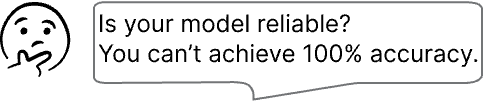 Is your model reliable?
You can’t achieve 100% accuracy.